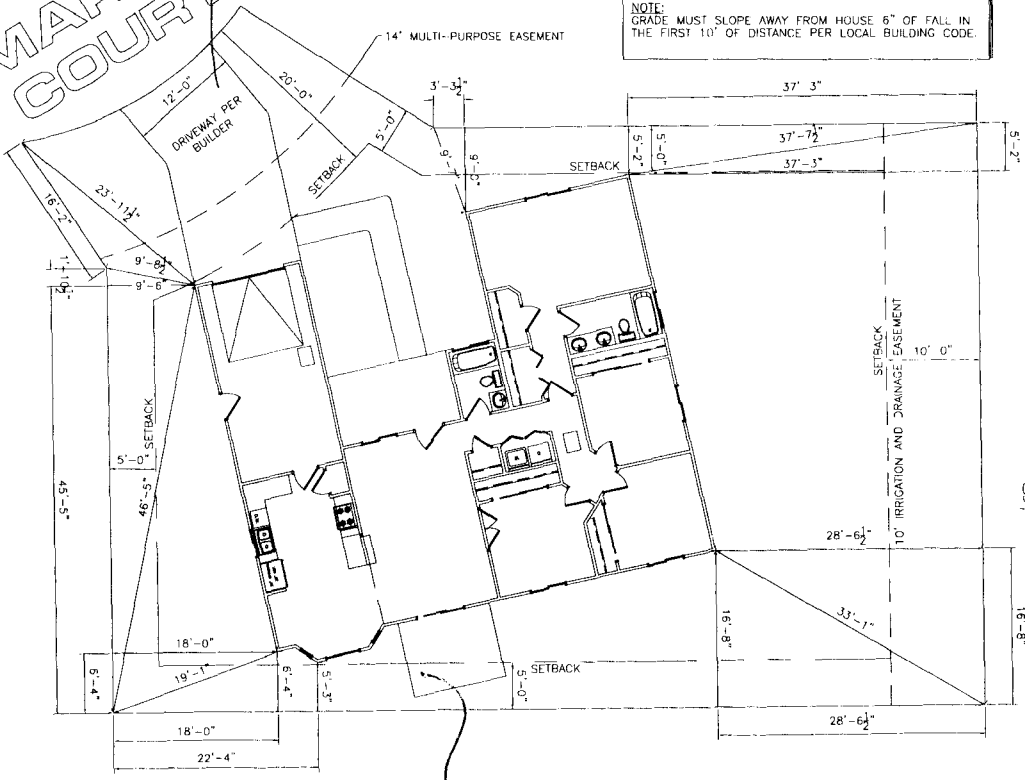 COURT
NOTE:
GRADE MUST SLOPE AWAY FROM HOUSE 6" OF FALL IN
THE FIRST 10' OF DISTANCE PER LOCAL BUILDING CODE.
14' MULTI-PURPOSE EASEMENT
12'-0"
DRIVEWAY PER
BUILDER
20'-0"
5'-0"
SETBACK
3'-3½"
9'-0"
37' 3"
37'-7½"
37'-3"
5'-2"
5'-0"
5'-2"
SETBACK
16'-2"
23'-11½"
1'-10½"
9'-8½"
9'-6"
SETBACK
5'-0"
46'-5"
45'-5"
SETBACK
10' IRRIGATION AND DRAINAGE EASEMENT
10' 0"
28'-6½"
33'-1"
16'-8"
16'-8"
28'-6½"
18'-0"
19'-1"
6'-4"
6'-4"
5'-3"
5'-0"
SETBACK
18'-0"
22'-4"